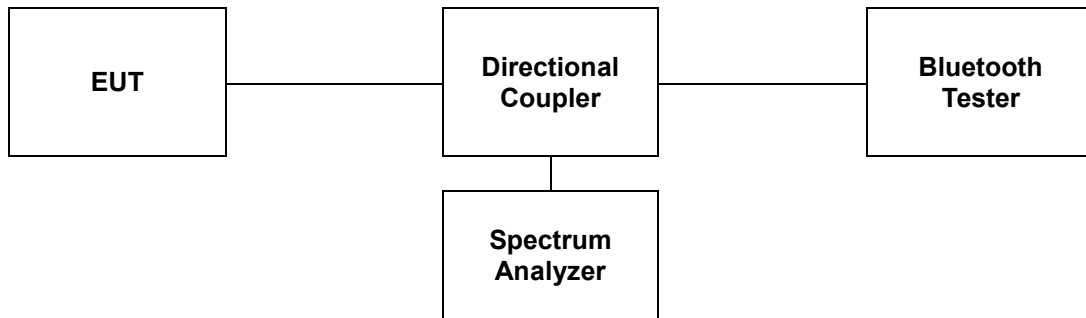 EUT
Directional
Coupler
Bluetooth
Tester
Spectrum
Analyzer